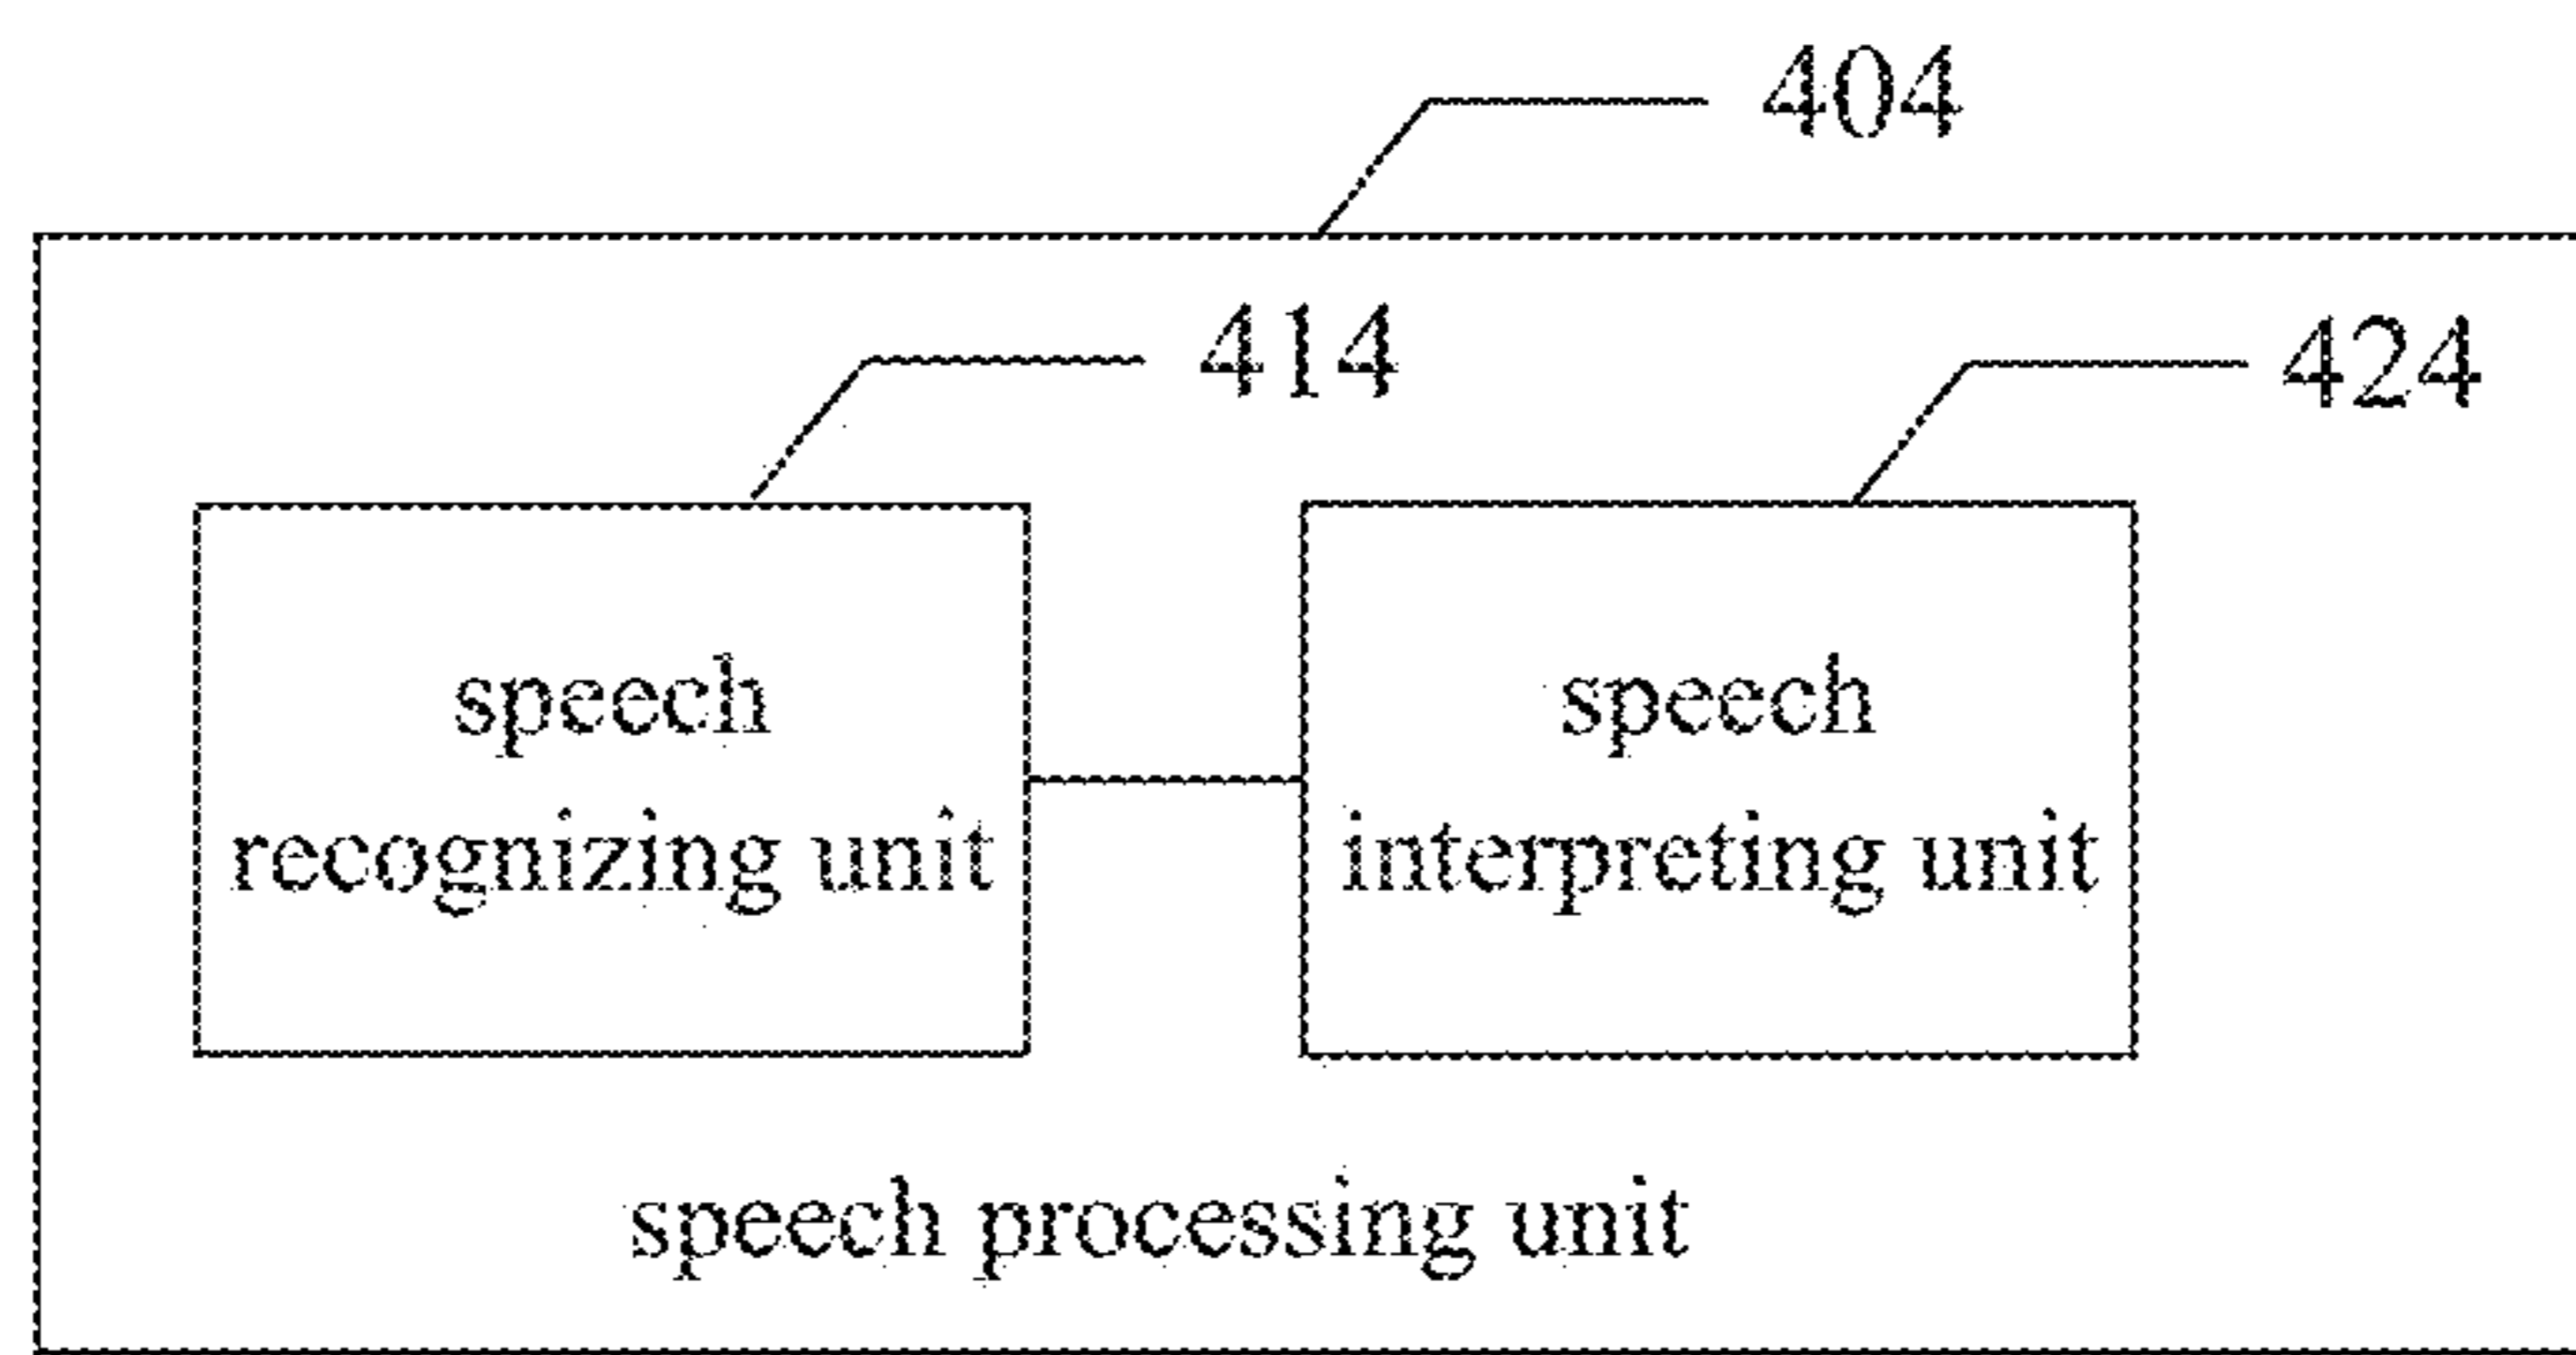 404
414
424
speech
recognizing unit
speech
interpreting unit
speech processing unit